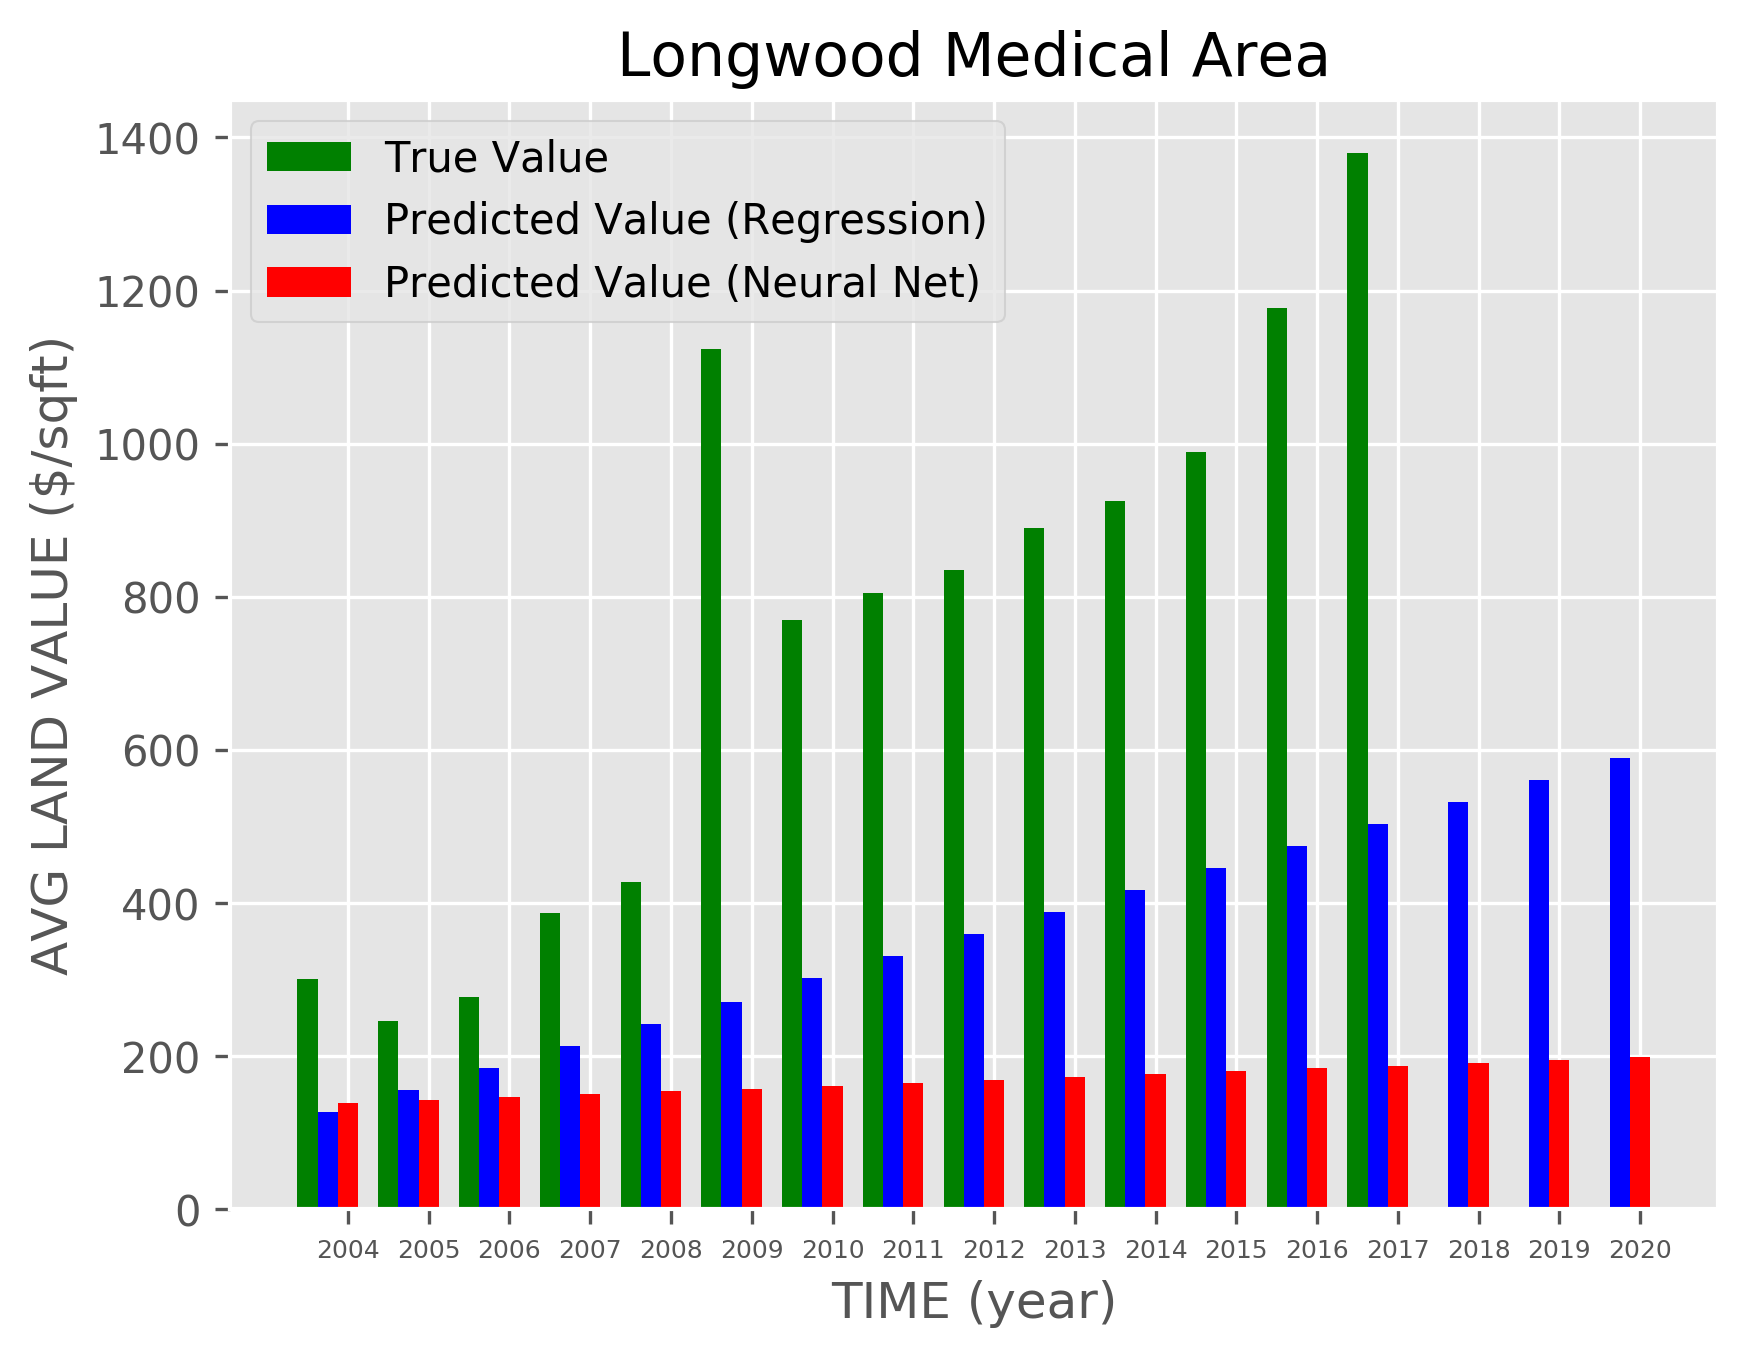 Longwood Medical Area
True Value
Predicted Value (Regression)
Predicted Value (Neural Net)
AVG LAND VALUE ($/sqft)
1400
1200
1000
800
600
400
200
0
2004 2005 2006 2007 2008 2009 2010 2011 2012 2013 2014 2015 2016 2017 2018 2019 2020
TIME (year)